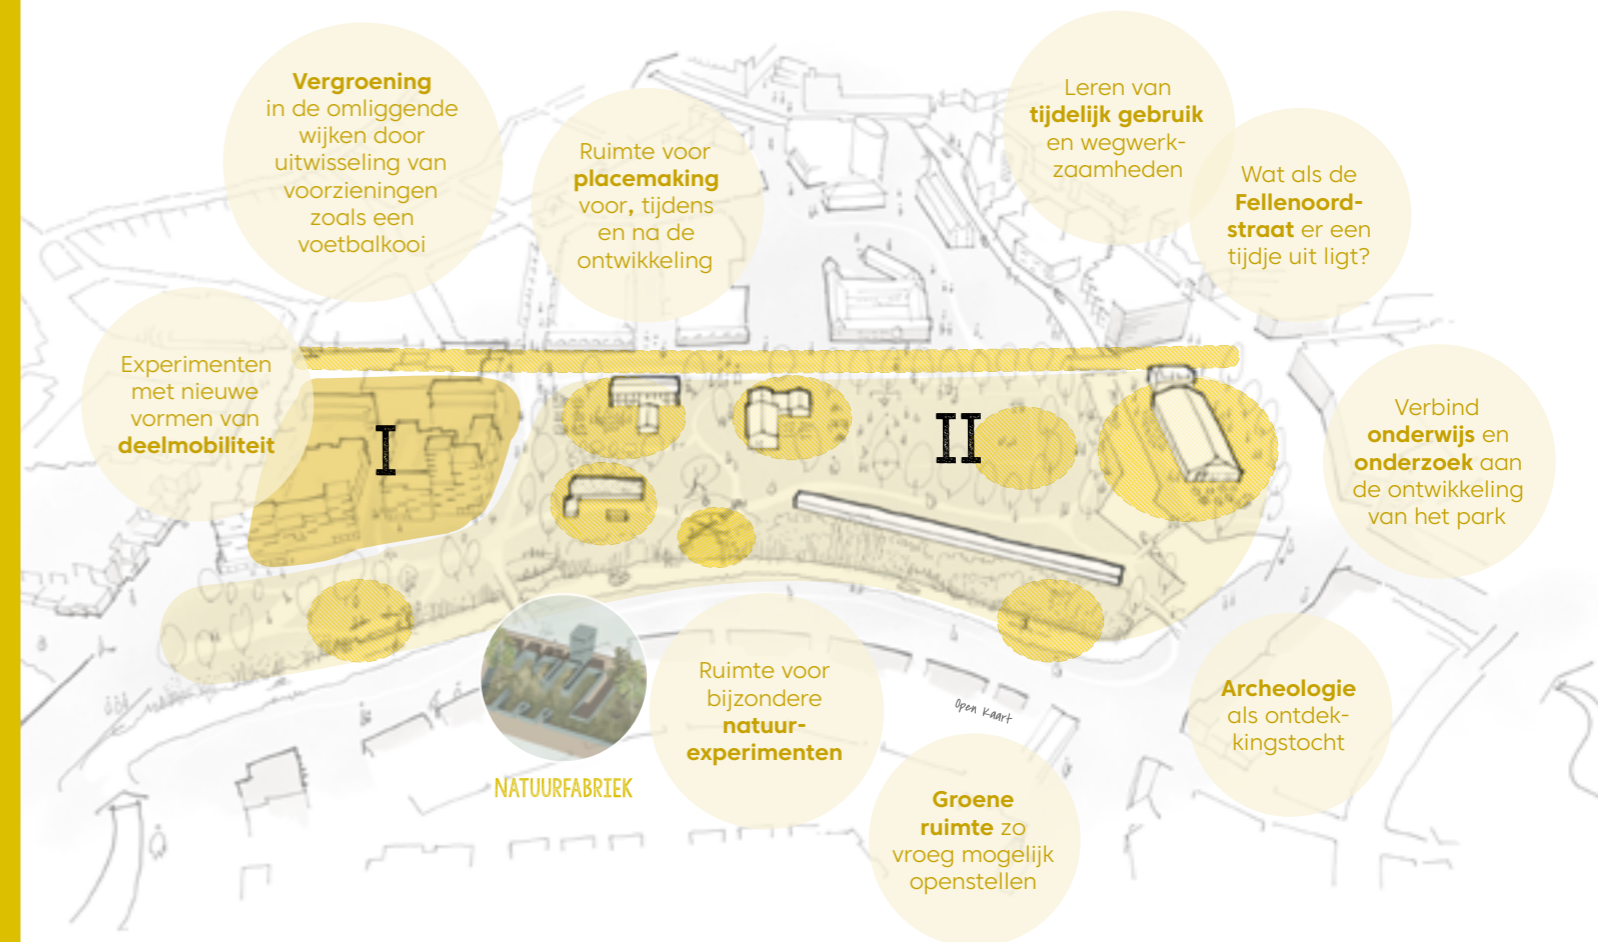 Vergroening
in de omliggende
wijken door
uitwisseling van
voorzieningen
zoals een
voetbalkooi
Ruimte voor
placemaking
voor, tijdens
en na de
ontwikkeling
Leren van
tijdelijk gebruik
en wegwerk-
zaamheden
Wat als de
Fellenoord-
straat er een
tijdje uit ligt?
Experimenten
met nieuwe
vormen van
deelmobiliteit
I
II
Verbind
onderwijs en
onderzoek aan
de ontwikkeling
van het park
NATUURFABRIEK
Ruimte voor
bijzondere
natuur-
experimenten
Open Kaart
Archeologie
als ontdek-
kingstocht
Groene
ruimte zo
vroeg mogelijk
openstellen